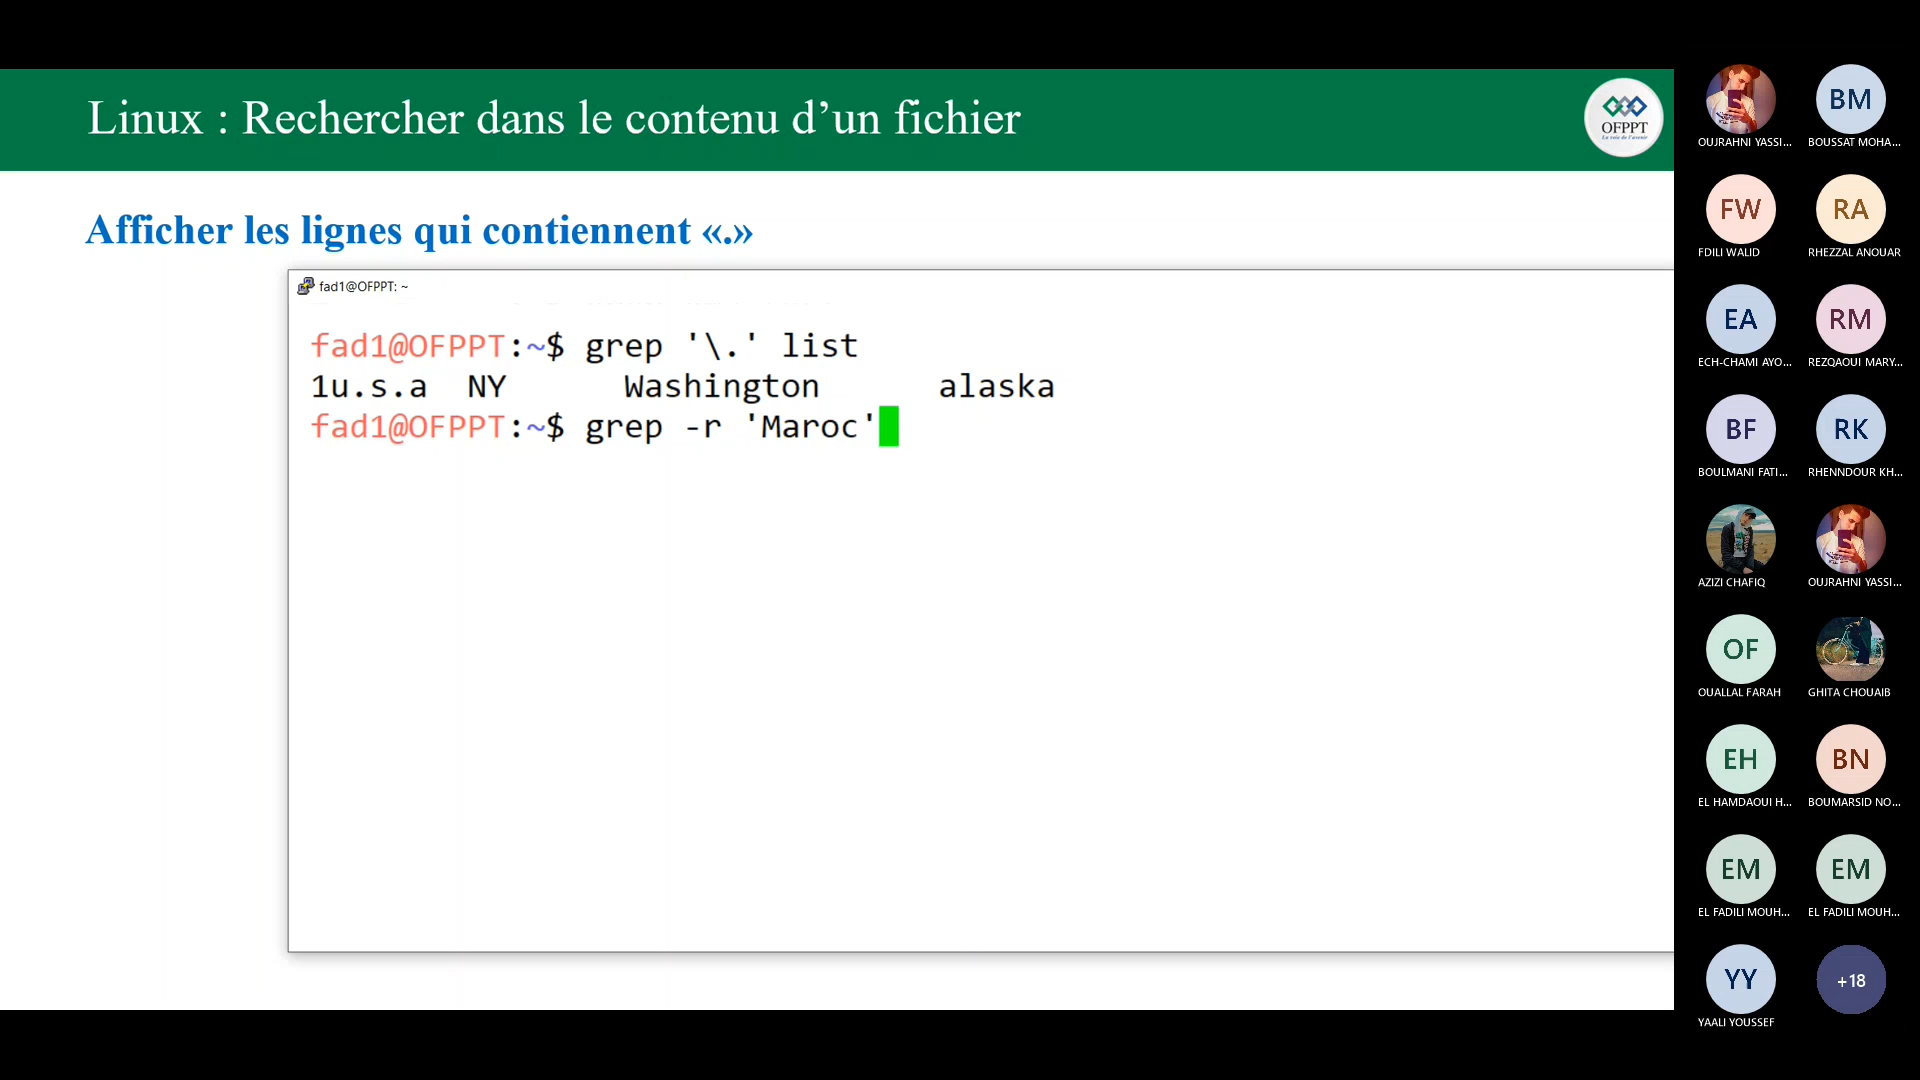 Linux : Rechercher dans le contenu d’un fichier
OFPPT
La voie de l'avenir
Afficher les lignes qui contiennent «.»
fad1@OFPPT: ~
fad1@OFPPT:~$ grep '\.' list
1u.s.a NY Washington alaska
fad1@OFPPT:~$ grep -r 'Maroc'
OUJRAHNI YASSI...
BM
BOUSSAT MOHA...
FW
FDILI WALID
RA
RHEZZAL ANOUAR
EA
ECH-CHAMI AYO...
RM
REZQAOUI MARY...
BF
BOULMANI FATI...
RK
RHENNDOUR KH...
AZIZI CHAFIQ
OUJRAHNI YASSI...
OF
OUALLAL FARAH
GHITA CHOUAIB
EH
EL HAMDAOUI H...
BN
BOUMARSID NO...
EM
EL FADILI MOUH...
EM
EL FADILI MOUH...
YY
YAALI YOUSSEF
+18